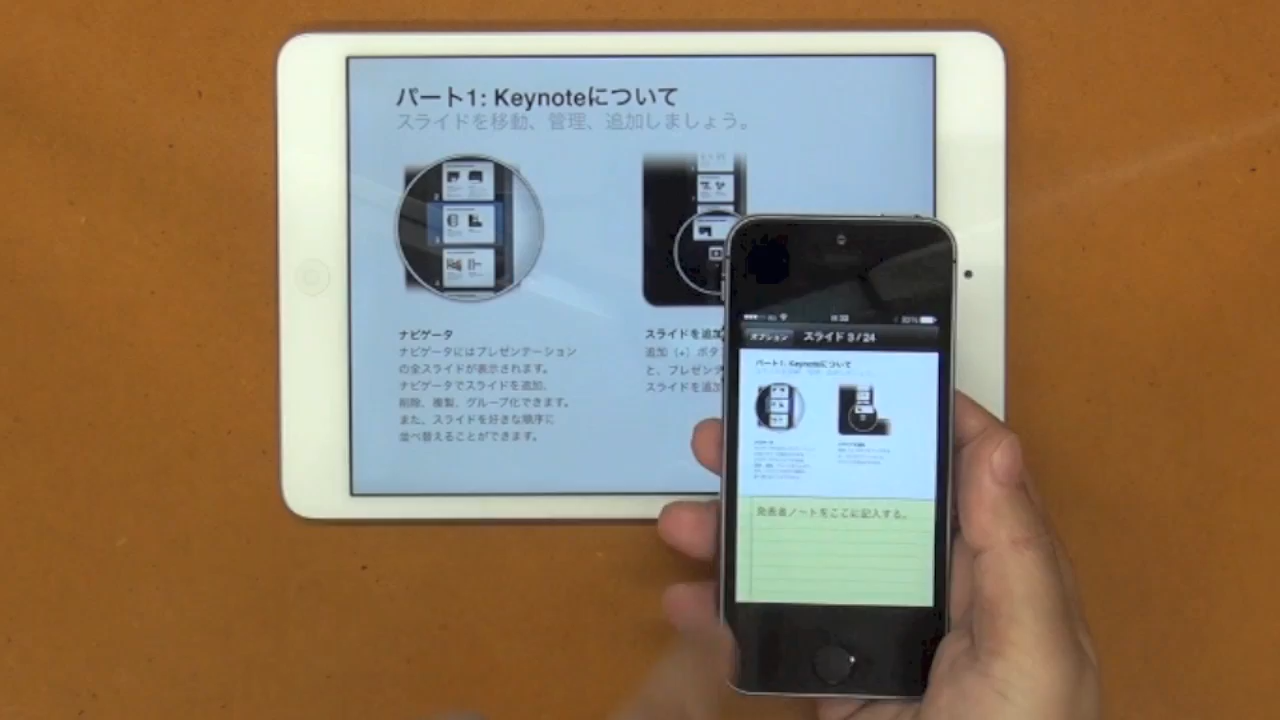 パート1: Keynoteについて
スライドを移動、管理、追加しましょう。
ナビゲータ
ナビゲータにはプレゼンテーション
の全スライドが表示されます。
ナビゲータでスライドを追加、
削除、複製、グループ化できます。
また、スライドを好きな順序に
並べ替えることができます。
スライドを追加
追加（+）ボタ
と、プレゼンテ
スライドを追加
オプション
スライド 3 / 24
パート1: Keynoteについて
発表者ノートをここに記入する。